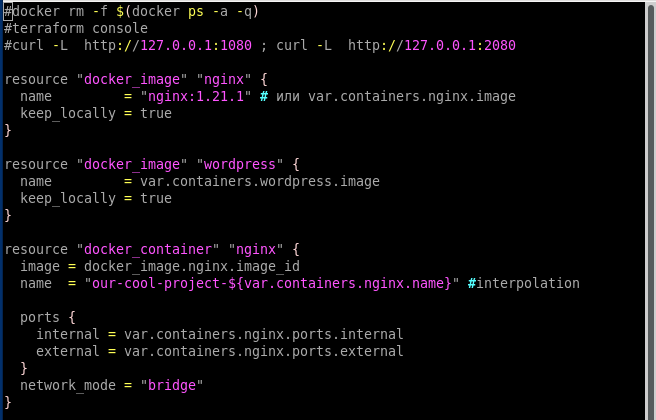 #docker rm -f $(docker ps -a -q)
#terraform console
#curl -L  http://127.0.0.1:1080 ; curl -L  http://127.0.0.1:2080

resource "docker_image" "nginx" {
  name         = "nginx:1.21.1" # или var.containers.nginx.image
  keep_locally = true
}

resource "docker_image" "wordpress" {
  name         = var.containers.wordpress.image
  keep_locally = true
}

resource "docker_container" "nginx" {
  image = docker_image.nginx.image_id
  name  = "our-cool-project-${var.containers.nginx.name}" #interpolation

  ports {
    internal = var.containers.nginx.ports.internal
    external = var.containers.nginx.ports.external
  }
  network_mode = "bridge"
}